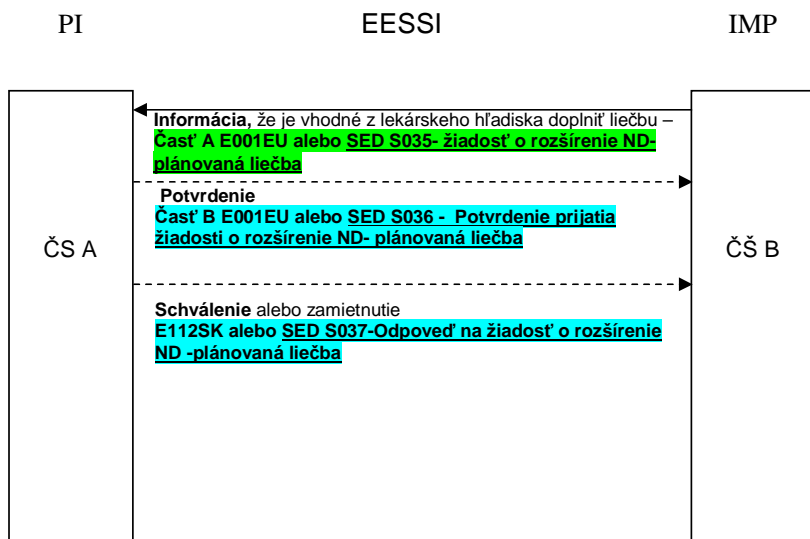 PI EESSI IMP
Informácia, že je vhodné z lekárskeho hľadiska doplniť liečbu –
Časť A E001EU alebo SED S035- žiadosť o rozšírenie ND-
plánovaná liečba
Potvrdenie
Časť B E001EU alebo SED S036 - Potvrdenie prijatia
žiadosti o rozšírenie ND- plánovaná liečba
ČS A ČŠ B
Schválenie alebo zamietnutie
E112SK alebo SED S037-Odpoveď na žiadosť o rozšírenie
ND -plánovaná liečba